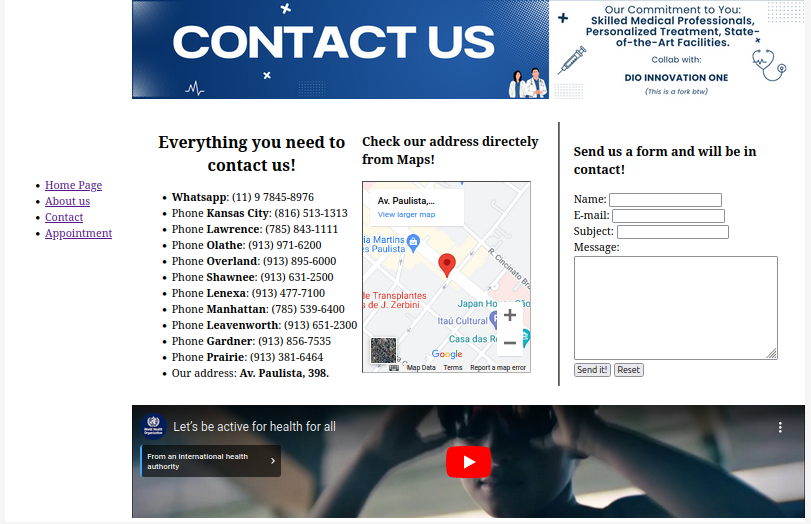 CONTACT US
Our Commitment to You:
Skilled Medical Professionals,
Personalized Treatment, State-
of-the-Art Facilities.
Collab with:
DIO INNOVATION ONE
(This is a fork btw)
Home Page
About us
Contact
Appointment
Everything you need to
contact us!
Whatsapp: (11) 9 7845-8976
Phone Kansas City: (816) 513-1313
Phone Lawrence: (785) 843-1111
Phone Olathe: (913) 971-6200
Phone Overland: (913) 895-6000
Phone Shawnee: (913) 631-2500
Phone Lenexa: (913) 477-7100
Phone Manhattan: (785) 539-6400
Phone Leavenworth: (913) 651-2300
Phone Gardner: (913) 856-7535
Phone Prairie: (913) 381-6464
Our address: Av. Paulista, 398.
Check our address directely
from Maps!
Av. Paulista,...
View larger map
ia Martins
es Paulista
R. Cincinato Bra
de Transplantes
s de J. Zerbini
Japan Ho
São
Itaú Cultural
Casa das Ro
Google
Map Data
Terms
Report a map error
Send us a form and will be in
contact!
Name:
E-mail:
Subject:
Message:
Send it!
Reset
World Health
Organization
Let's be active for health for all
From an international health
authority